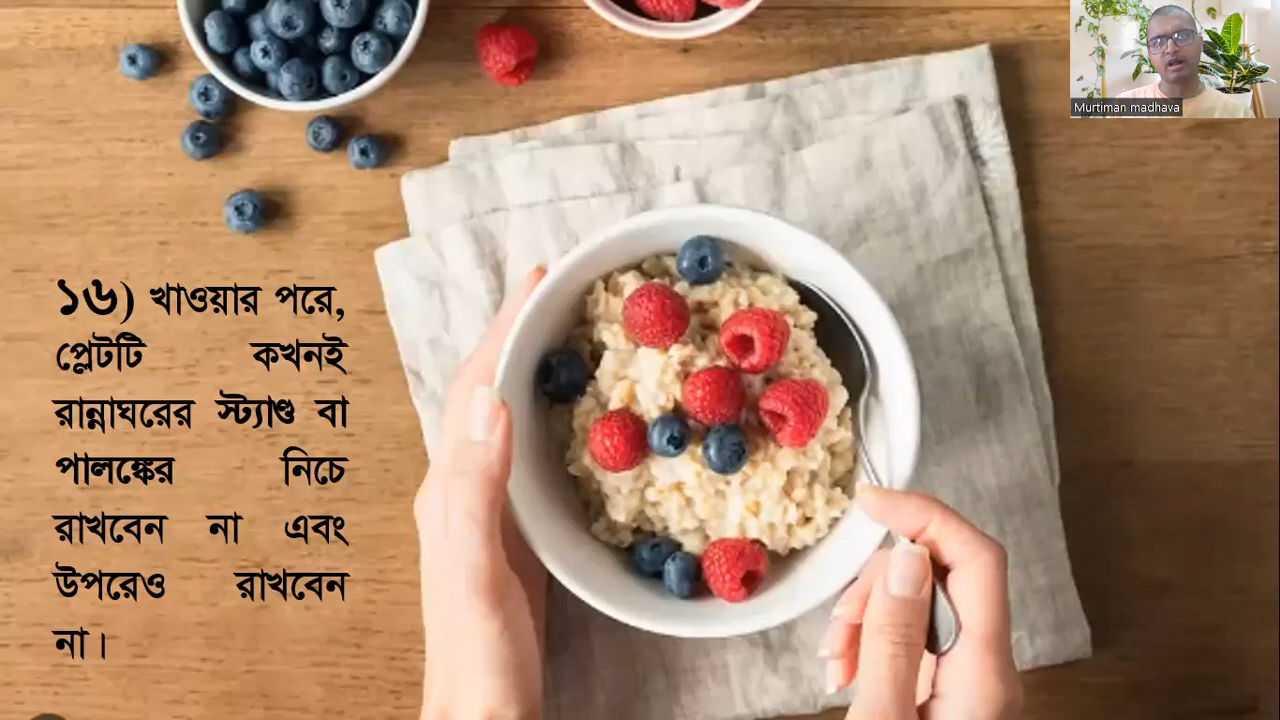 ১৬) খাওয়ার পরে,
প্লেটটি কখনই
রান্নাঘরের স্ট্যাণ্ড বা
পালঙ্কের নিচে
রাখবেন না এবং
উপরেও রাখবেন
না।
Murtiman madhava